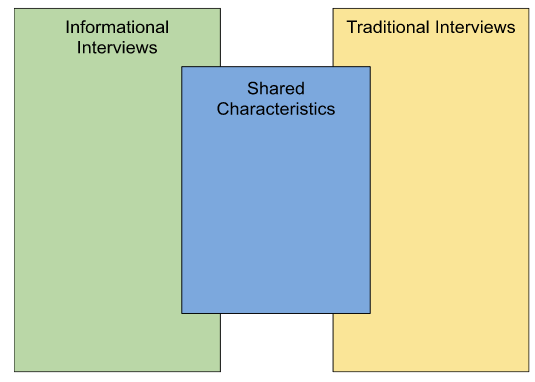 Informational
Interviews
Traditional Interviews
Shared
Characteristics